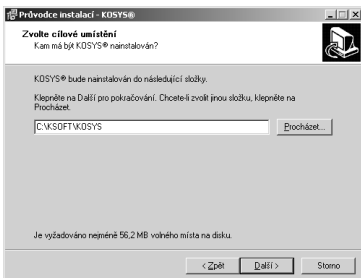 Průvodce instalací - KOSYS®
Zvolte cílové umístění
Kam má být KOSYS® nainstalován?
KOSYS® bude nainstalován do následující složky.
Klepněte na Další pro pokračování. Chcete-li zvolit jinou složku, klepněte na
Procházet.
C:\KSOFT\KOSYS
Procházet...
Je vyžadováno nejméně 56,2 MB volného místa na disku.
< Zpět
Další >
Storno